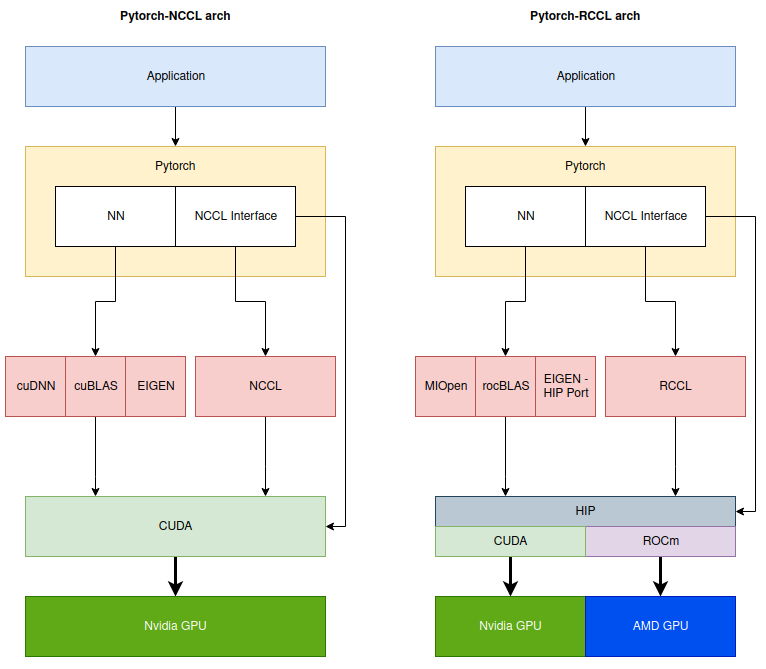 Pytorch-NCCL arch
Application
Pytorch
NN
NCCL Interface
cuDNN
cuBLAS
EIGEN
NCCL
CUDA
Nvidia GPU
Pytorch-RCCL arch
Application
Pytorch
NN
NCCL Interface
MIOpen
rocBLAS
EIGEN -
HIP Port
RCCL
HIP
CUDA
ROCm
Nvidia GPU
AMD GPU